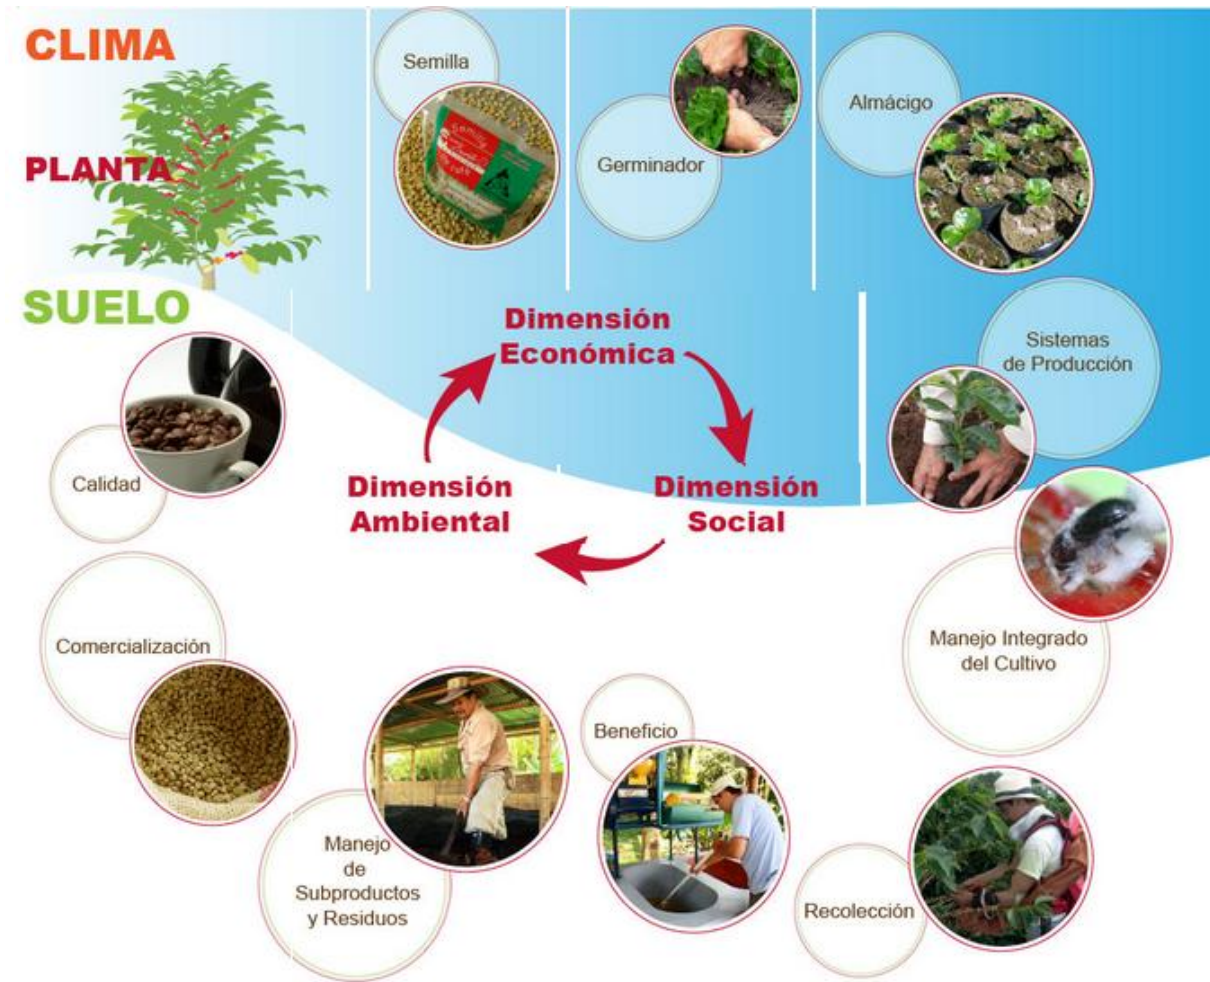 CLIMA
PLANTA
SUELO
Semilla
Germinador
Almácigo
Sistemas
de Producción
Manejo Integrado
del Cultivo
Recolección
Beneficio
Manejo
de
Subproductos
y Residuos
Comercialización
Calidad
Dimensión
Económica
Dimensión
Social
Dimensión
Ambiental